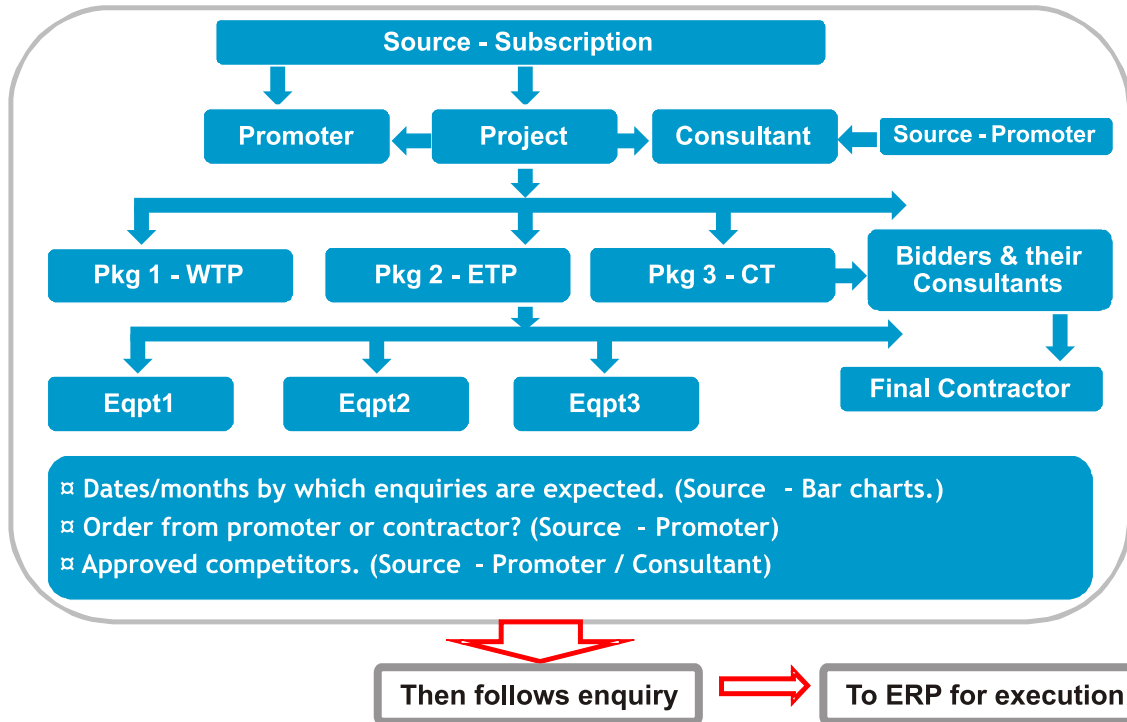 Source - Subscription
Promoter
Project
Consultant
Source - Promoter
Pkg 1 - WTP
Pkg 2 - ETP
Pkg 3 - CT
Bidders & their
Consultants
Eqpt1
Eqpt2
Eqpt3
Final Contractor
¤ Dates/months by which enquiries are expected. (Source - Bar charts.)
¤ Order from promoter or contractor? (Source - Promoter)
¤ Approved competitors. (Source - Promoter / Consultant)
Then follows enquiry
To ERP for execution